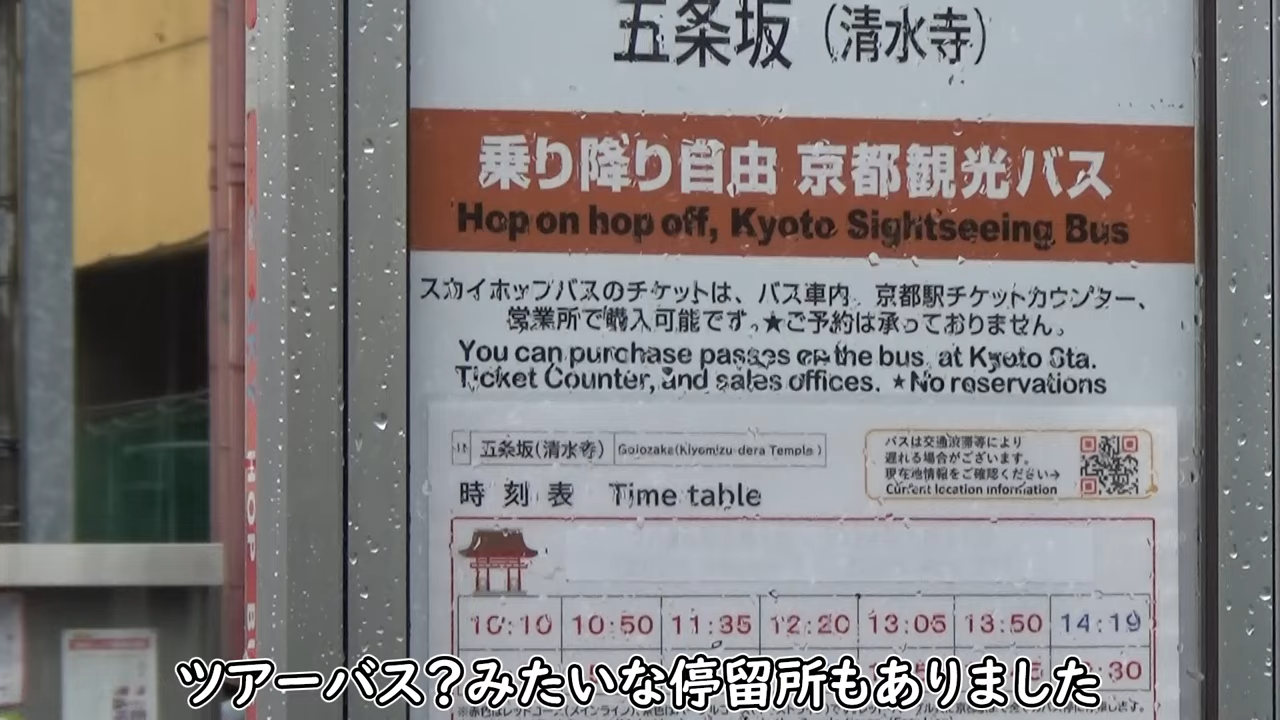 五条坂（清水寺）
乗り降り自由 京都観光バス
Hop on hop off, Kyoto Sightseeing Bus
スカイホップバスのチケットは、バス車内、京都駅チケットカウンター、
営業所で購入可能です。★ご予約は承っておりません。
You can purchase passes on the bus, at Kyoto Sta.
Ticket Counter, and sales offices. ★No reservations
五条坂（清水寺） Gojozaka(Kiyomizu-dera Temple)
バスは交通渋滞等により
遅れる場合がございます。
現在地情報をご確認ください→
Current location information
時刻表 Time table
10:10 10:50 11:35 12:20 13:05 13:50 14:19
:30
HOP BU
ツアーバス？みたいな停留所もありました